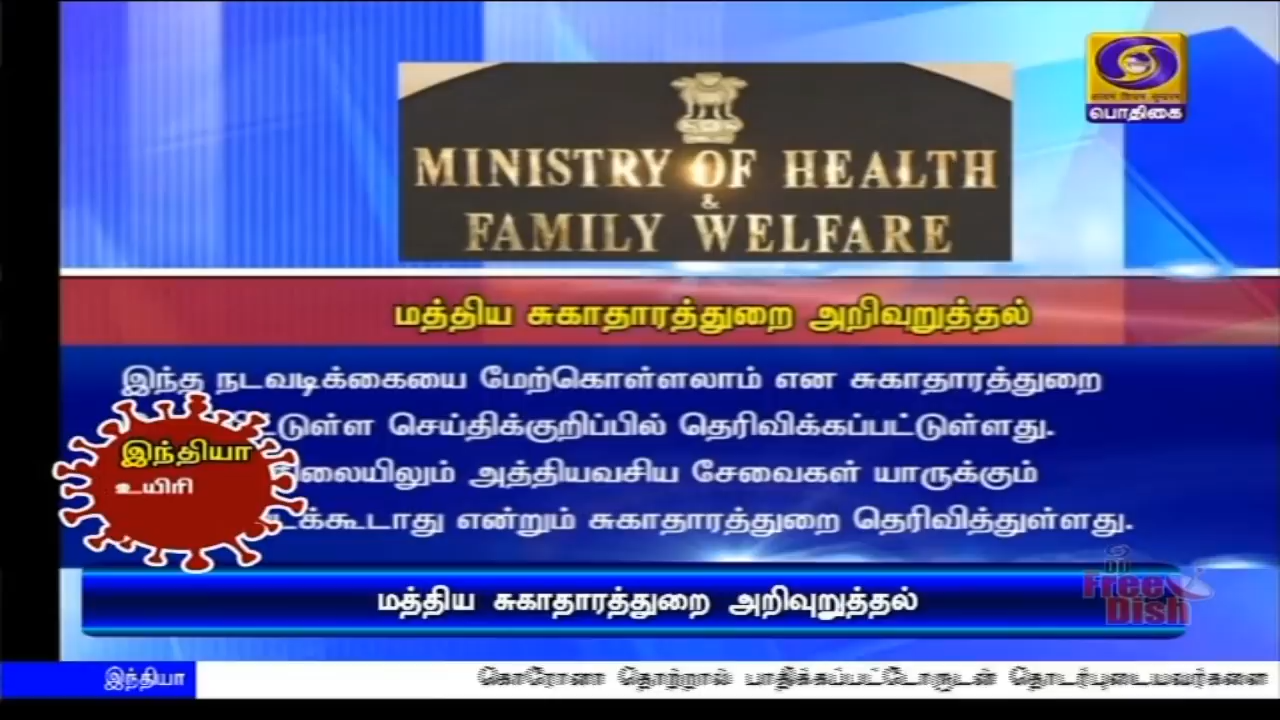 பொதிகை
MINISTRY OF HEALTH
&
FAMILY WELFARE
மத்திய சுகாதாரத்துறை அறிவுறுத்தல்
இந்த நடவடிக்கையை மேற்கொள்ளலாம் என சுகாதாரத்துறை
செய்திக்குறிப்பில் தெரிவிக்கப்பட்டுள்ளது.
அத்தியவசிய சேவைகள் யாருக்கும்
என்றும் சுகாதாரத்துறை தெரிவித்துள்ளது.
இந்தியா
உயிரி
மத்திய சுகாதாரத்துறை அறிவுறுத்தல்
DD
Free
Dish
இந்தியா
கொரோனா தொற்றால் பாதிக்கப்பட்டோருடன் தொடர்புடையவர்களை